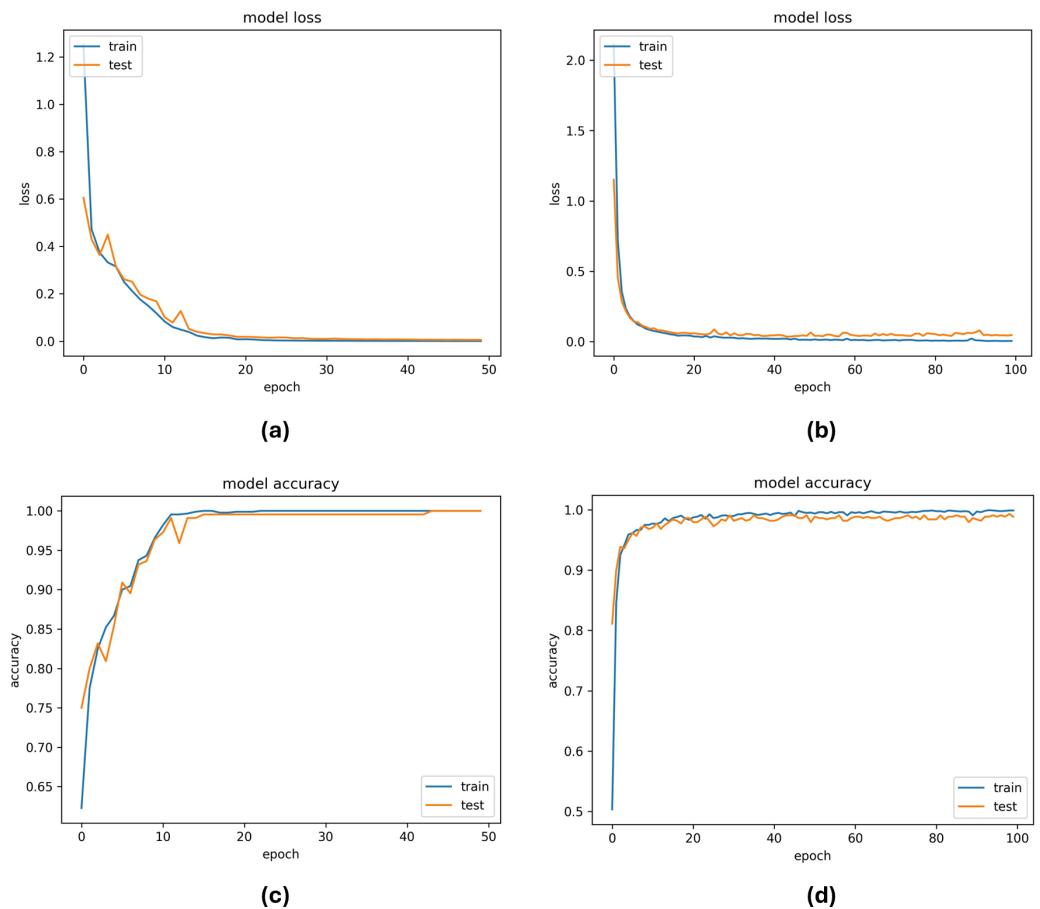 model loss
train
test
1.2
1.0
0.8
0.6
0.4
0.2
0.0
loss
0 10 20 30 40 50
epoch
(a)
model loss
train
test
2.0
1.5
1.0
0.5
0.0
loss
0 20 40 60 80 100
epoch
(b)
model accuracy
1.00
0.95
0.90
0.85
0.80
0.75
0.70
0.65
accuracy
train
test
0 10 20 30 40 50
epoch
(c)
model accuracy
1.0
0.9
0.8
0.7
0.6
0.5
accuracy
train
test
0 20 40 60 80 100
epoch
(d)